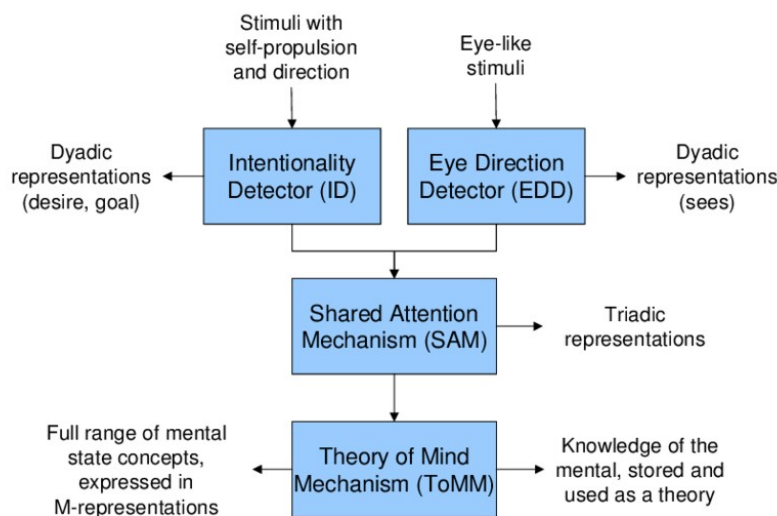 Stimuli with
self-propulsion
and direction
Eye-like
stimuli
Dyadic
representations
(desire, goal)
Intentionality
Detector (ID)
Eye Direction
Detector (EDD)
Dyadic
representations
(sees)
Shared Attention
Mechanism (SAM)
Triadic
representations
Full range of mental
state concepts,
expressed in
M-representations
Theory of Mind
Mechanism (ToMM)
Knowledge of the
mental, stored and
used as a theory